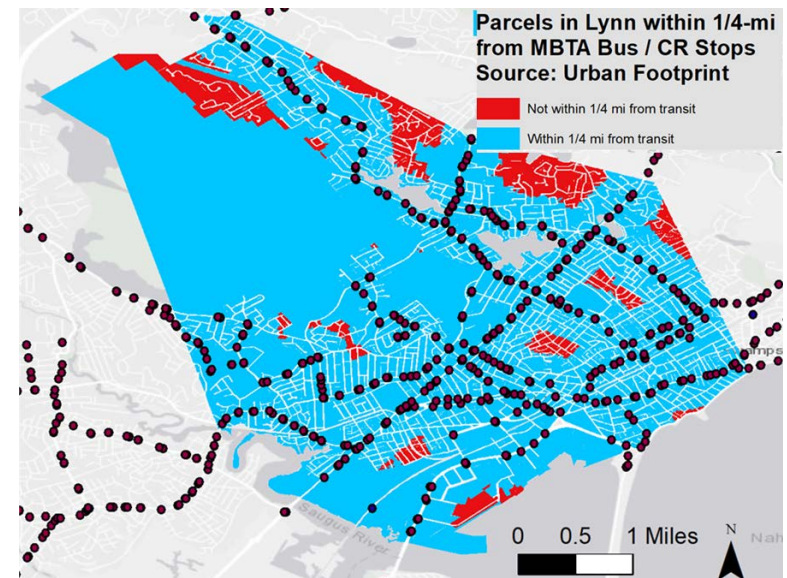 Parcels in Lynn within 1/4-mi
from MBTA Bus / CR Stops
Source: Urban Footprint
Not within 1/4 mi from transit
Within 1/4 mi from transit
Saugus River
0 0.5 1 Miles
N
Nah